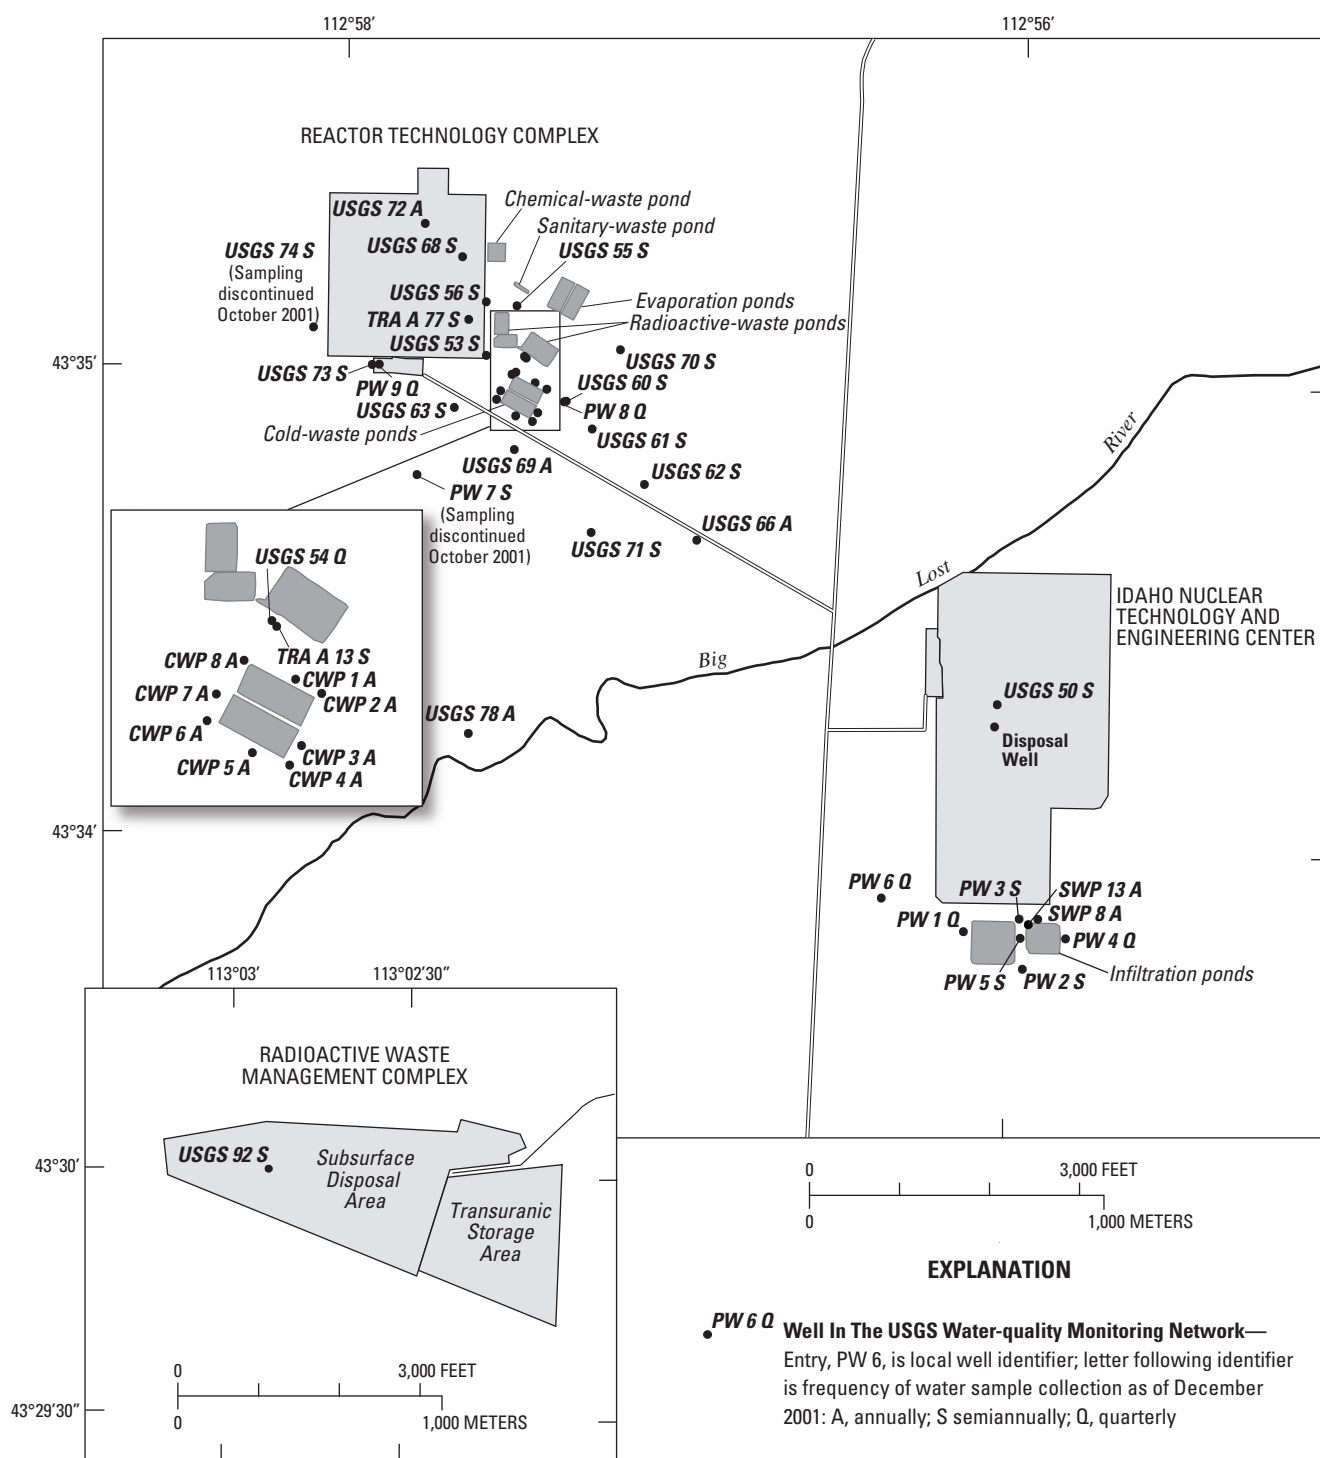 112°58′
112°56′
REACTOR TECHNOLOGY COMPLEX
Chemical-waste pond
USGS 72 A
Sanitary-waste pond
USGS 68 S
USGS 55 S
USGS 74 S
(Sampling
discontinued
October 2001)
USGS 56 S
Evaporation ponds
TRA A 77 S
Radioactive-waste ponds
USGS 53 S
43°35′
USGS 70 S
USGS 73 S
PW 9 Q
USGS 60 S
USGS 63 S
PW 8 Q
Cold-waste ponds
USGS 61 S
USGS 69 A
USGS 62 S
PW 7 S
(Sampling
discontinued
October 2001)
USGS 66 A
USGS 71 S
River
Lost
Big
USGS 54 Q
TRA A 13 S
CWP 8 A
CWP 1 A
CWP 7 A
CWP 2 A
CWP 6 A
CWP 3 A
CWP 5 A
CWP 4 A
USGS 78 A
IDAHO NUCLEAR
TECHNOLOGY AND
ENGINEERING CENTER
USGS 50 S
Disposal
Well
43°34′
PW 6 Q
PW 3 S
SWP 13 A
PW 1 Q
SWP 8 A
PW 4 Q
PW 5 S
PW 2 S
Infiltration ponds
113°03′
113°02′30″
RADIOACTIVE WASTE
MANAGEMENT COMPLEX
43°30′
USGS 92 S
Subsurface
Disposal
Area
Transuranic
Storage
Area
0
3,000 FEET
0
1,000 METERS
43°29′30″
0
3,000 FEET
0
1,000 METERS
EXPLANATION
PW 6 Q
Well In The USGS Water-quality Monitoring Network—
Entry, PW 6, is local well identifier; letter following identifier
is frequency of water sample collection as of December
2001: A, annually; S semiannually; Q, quarterly